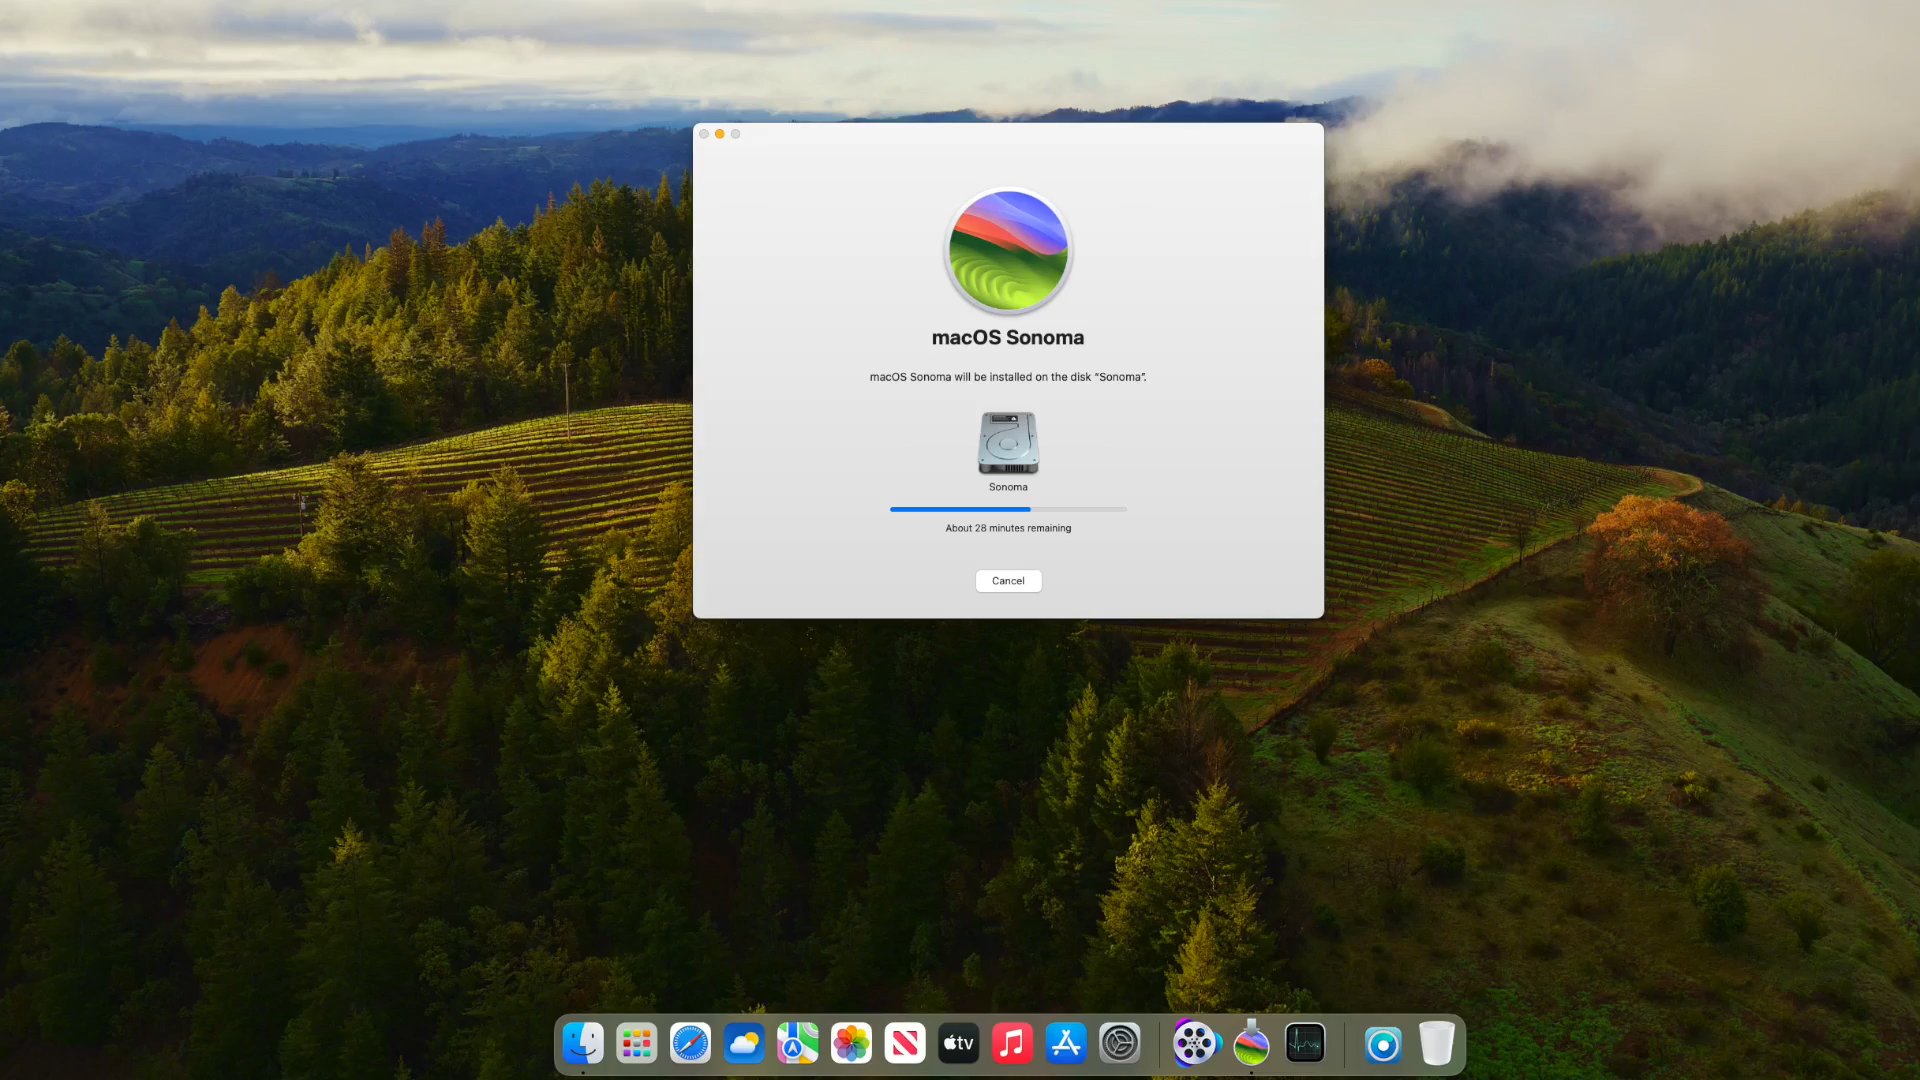 macOS Sonoma
macOS Sonoma will be installed on the disk “Sonoma”.
Sonoma
About 28 minutes remaining
Cancel
tv